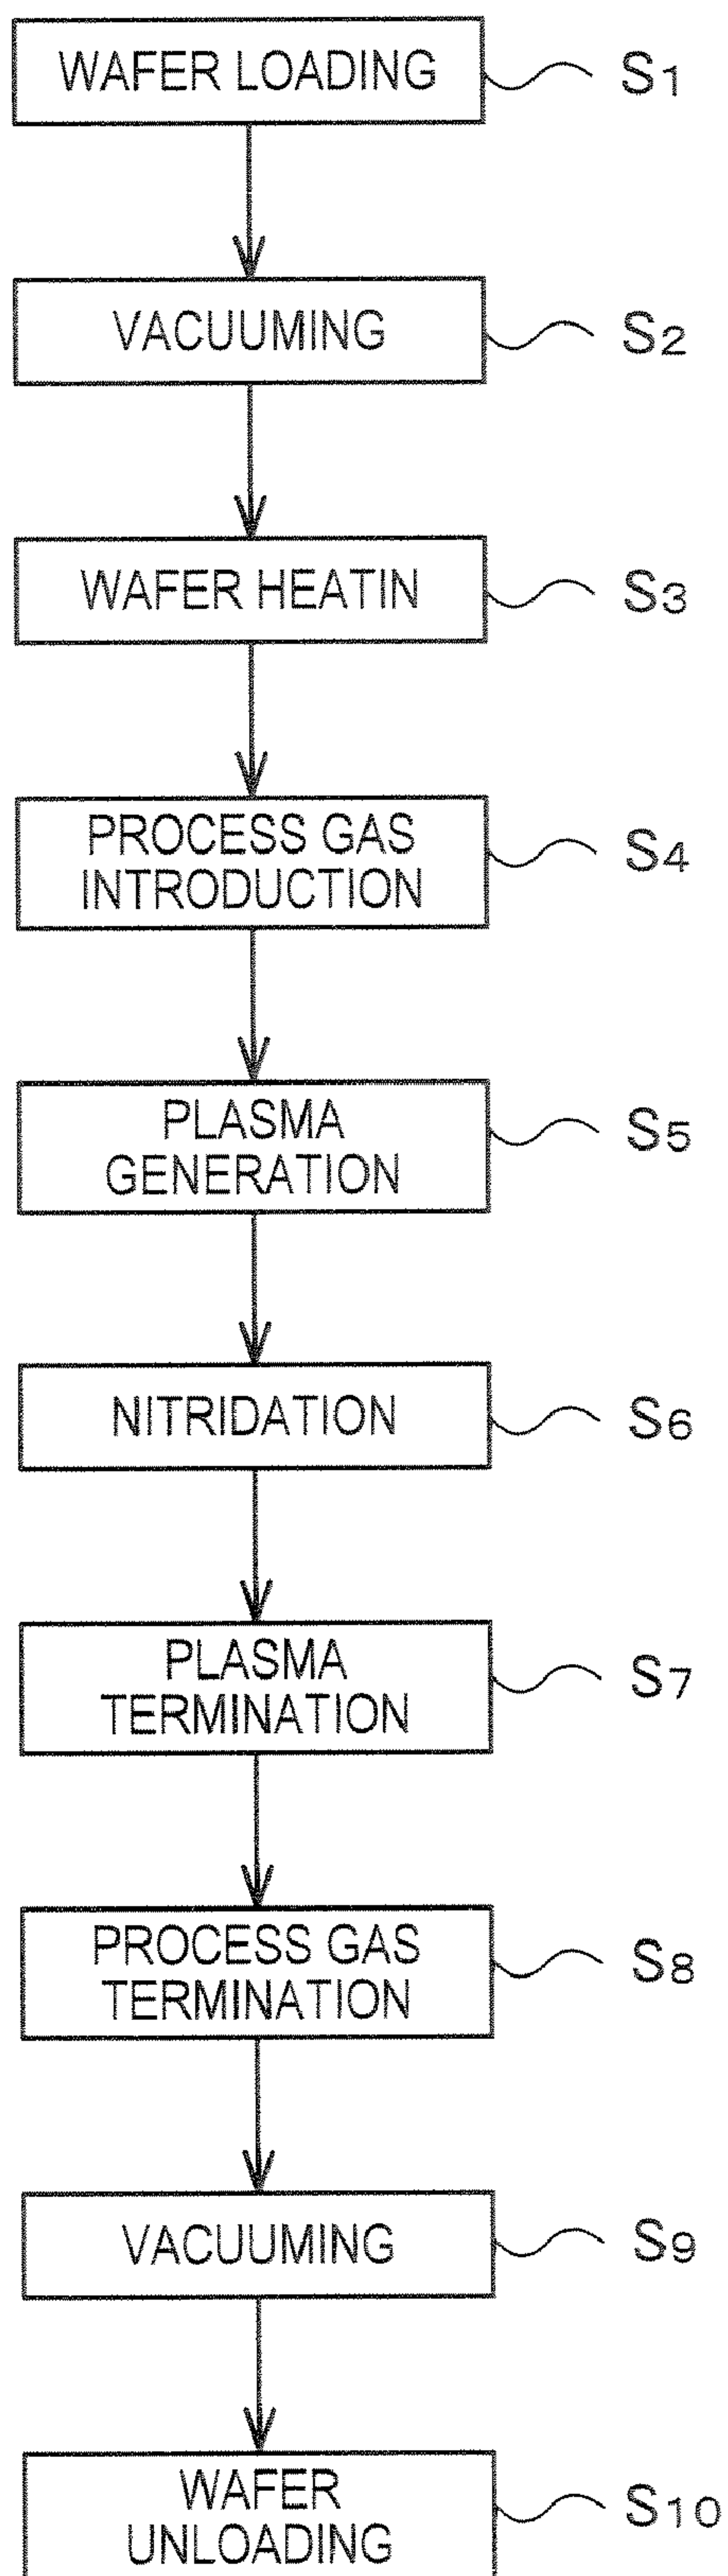 WAFER LOADING S1
VACUUMING S2
WAFER HEATIN S3
PROCESS GAS
INTRODUCTION S4
PLASMA
GENERATION S5
NITRIDATION S6
PLASMA
TERMINATION S7
PROCESS GAS
TERMINATION S8
VACUUMING S9
WAFER
UNLOADING S10